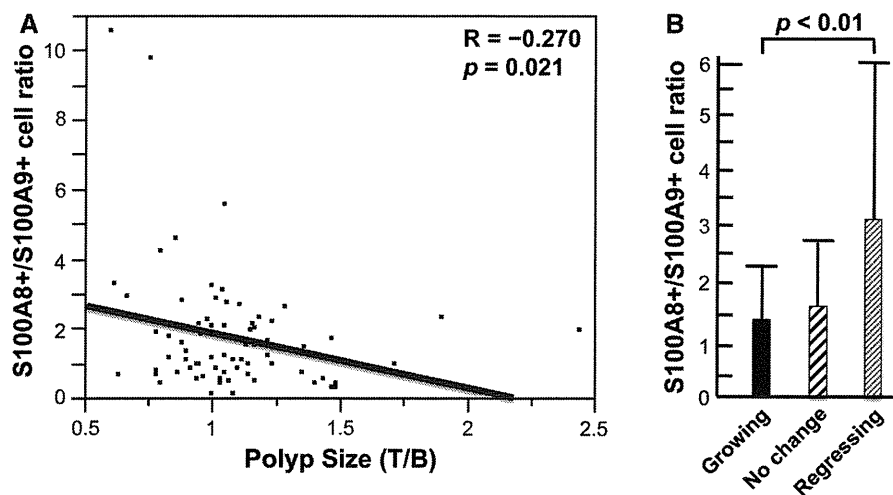 A
R = −0.270
p = 0.021
S100A8+/S100A9+ cell ratio
10
8
6
4
2
0
0.5
1
1.5
2
2.5
Polyp Size (T/B)
B
p < 0.01
S100A8+/S100A9+ cell ratio
6
5
4
3
2
1
0
Growing
No change
Regressing